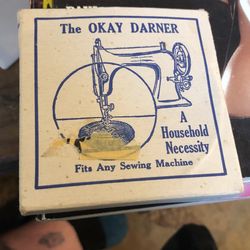 The OKAY DARNER
A
Household
Necessity
Fits Any Sewing Machine